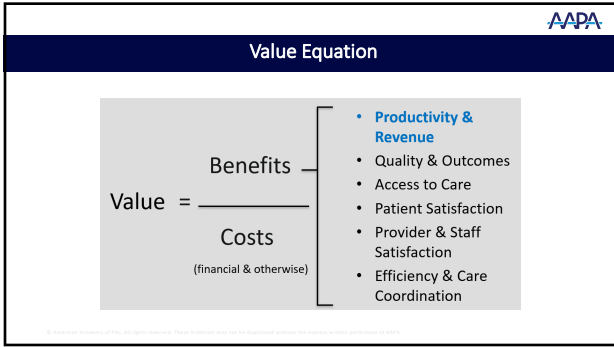 AAPA
Value Equation
Value =
Benefits
Costs
(financial & otherwise)
• Productivity &
Revenue
• Quality & Outcomes
• Access to Care
• Patient Satisfaction
• Provider & Staff
Satisfaction
• Efficiency & Care
Coordination